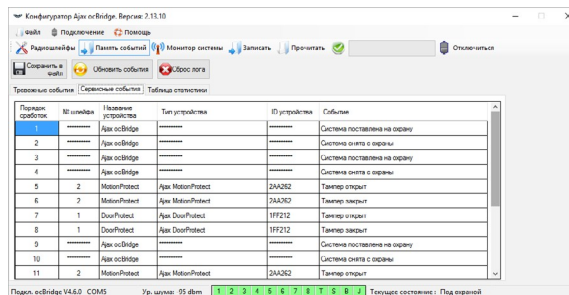 Конфигуратор Ajax ocBridge. Версия: 2.13.10
Файл Подключение Помощь
Радиошлейфы Память событий Монитор системы Записать Прочитать Отключиться
Сохранить в файл Обновить события Сброс лога
Тревожные события Сервисные события Таблица статистики
Порядок сработок № шлейфа Название устройства Тип устройства ID устройства Событие
1 ********** Ajax ocBridge ********** ********** Система поставлена на охрану
2 ********** Ajax ocBridge ********** ********** Система снята с охраны
3 ********** Ajax ocBridge ********** ********** Система поставлена на охрану
4 ********** Ajax ocBridge ********** ********** Система снята с охраны
5 2 MotionProtect Ajax MotionProtect 2AA262 Тампер открыт
6 2 MotionProtect Ajax MotionProtect 2AA262 Тампер закрыт
7 1 DoorProtect Ajax DoorProtect 1FF212 Тампер открыт
8 1 DoorProtect Ajax DoorProtect 1FF212 Тампер закрыт
9 ********** Ajax ocBridge ********** ********** Система поставлена на охрану
10 ********** Ajax ocBridge ********** ********** Система снята с охраны
11 2 MotionProtect Ajax MotionProtect 2AA262 Тампер открыт
Подкл. ocBridge V4.6.0 COM5 Ур. шума: 95 dbm 1 2 3 4 5 6 7 8 T S B J Текущее состояние: Под охраной